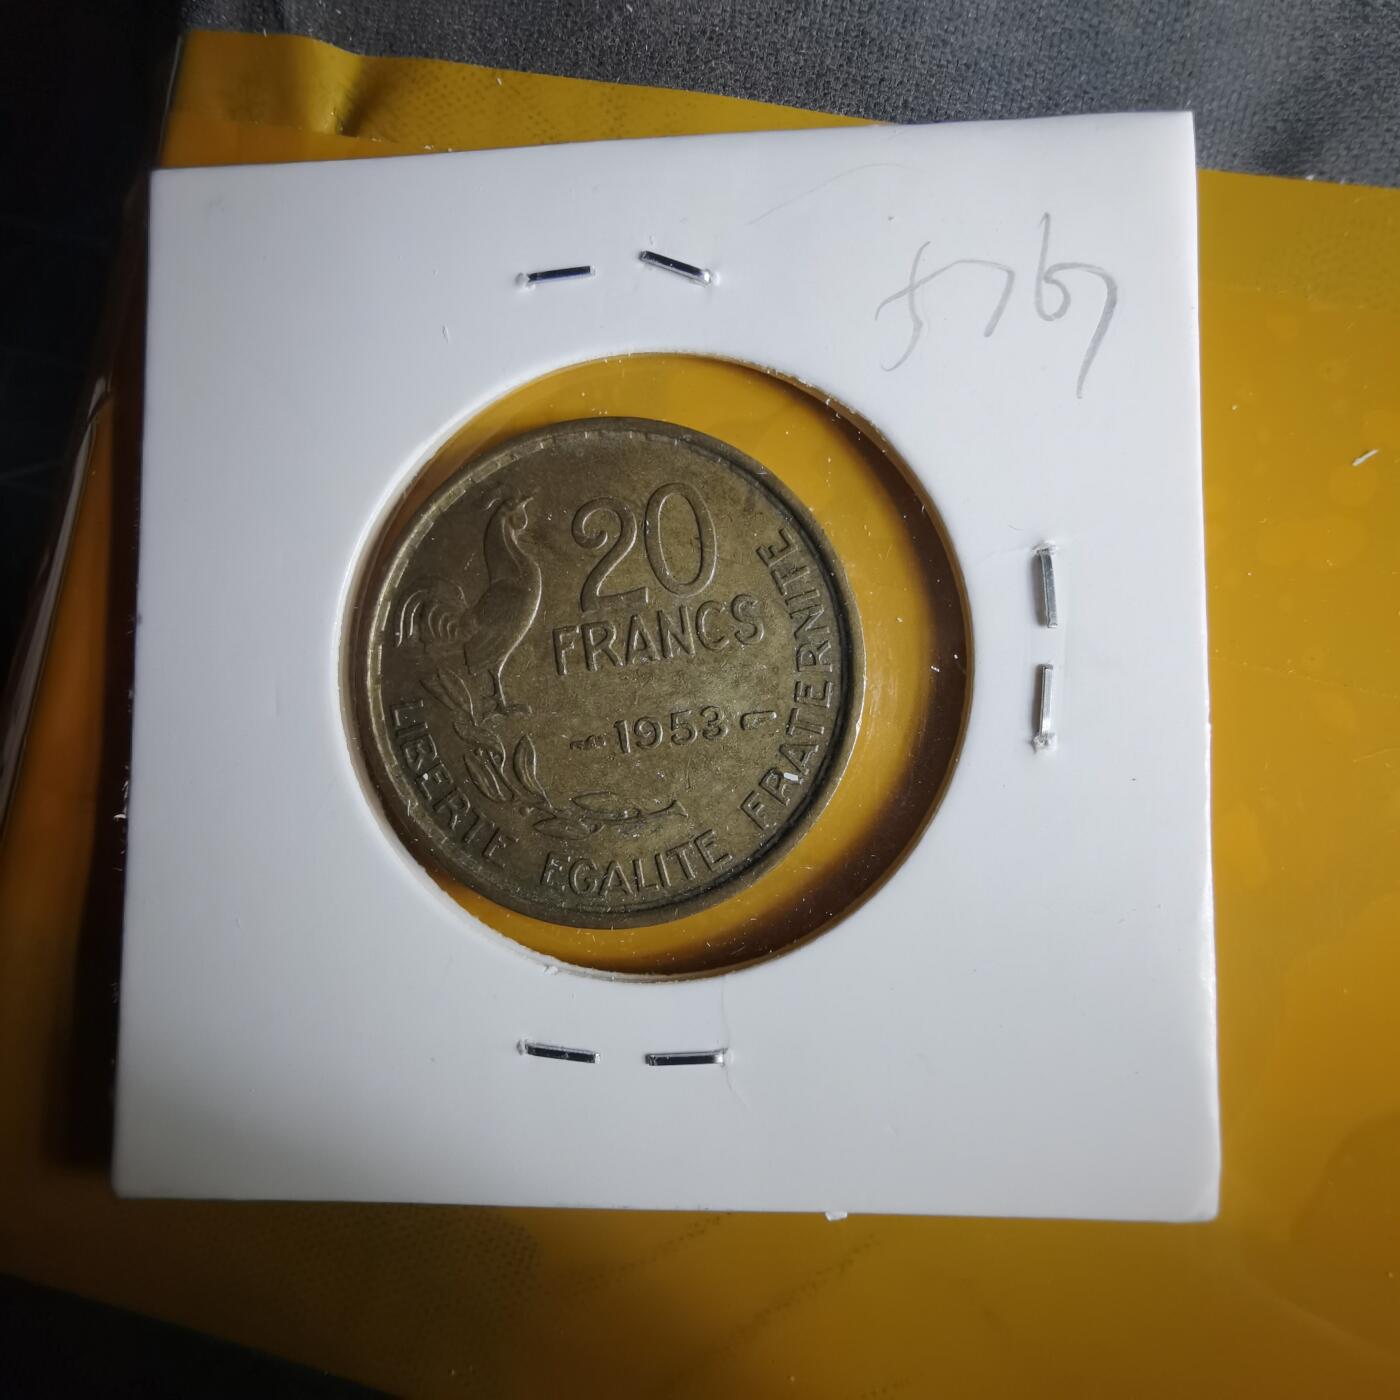 5767
20
FRANCS
1953
LIBERTE EGALITE FRATERNITE